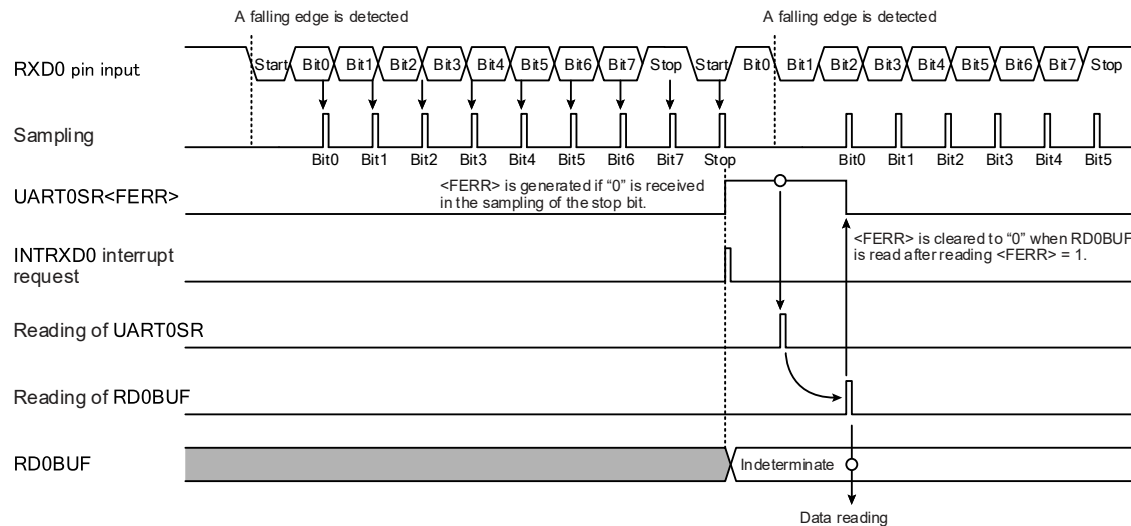 A falling edge is detected
A falling edge is detected
RXD0 pin input
Start Bit0 Bit1 Bit2 Bit3 Bit4 Bit5 Bit6 Bit7 Stop Start Bit0 Bit1 Bit2 Bit3 Bit4 Bit5 Bit6 Bit7 Stop
Sampling
Bit0 Bit1 Bit2 Bit3 Bit4 Bit5 Bit6 Bit7 Stop Bit0 Bit1 Bit2 Bit3 Bit4 Bit5
UART0SR<FERR>
<FERR> is generated if “0” is received
in the sampling of the stop bit.
<FERR> is cleared to “0” when RD0BUF
is read after reading <FERR> = 1.
INTRXD0 interrupt
request
Reading of UART0SR
Reading of RD0BUF
RD0BUF
Indeterminate
Data reading